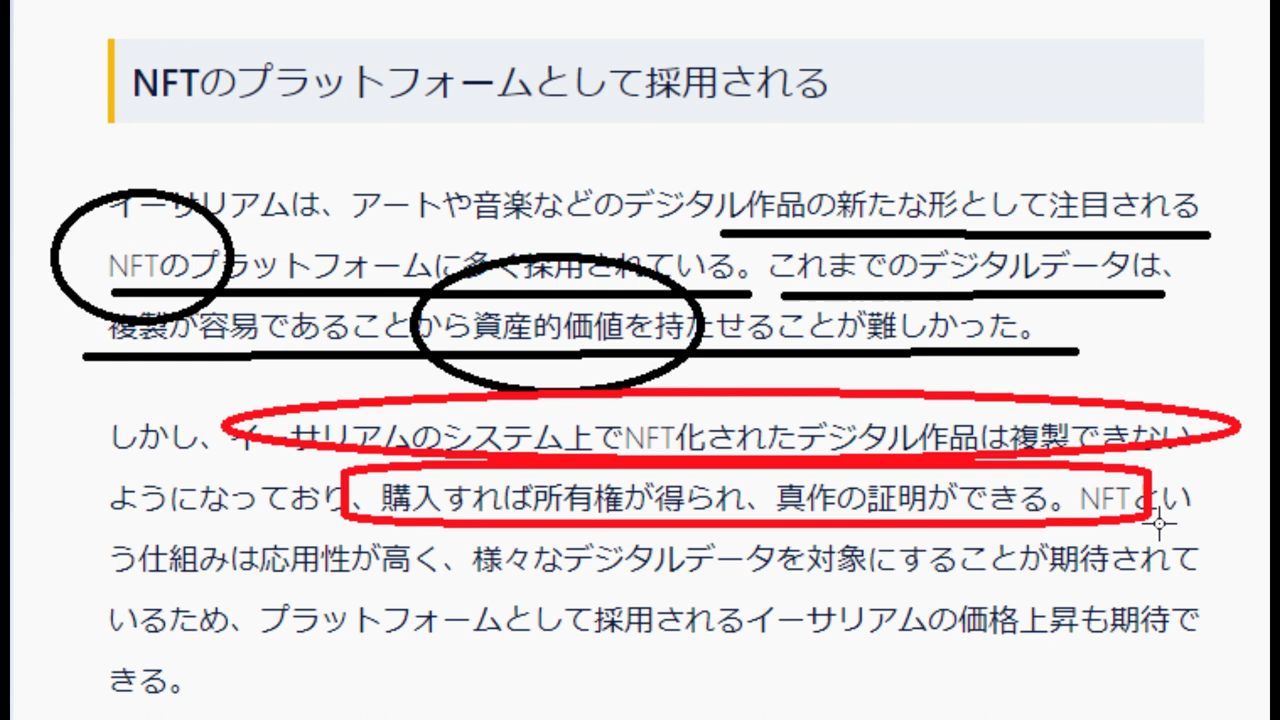 NFTのプラットフォームとして採用される
イーサリアムは、アートや音楽などのデジタル作品の新たな形として注目される
NFTのプラットフォームに多く採用されている。これまでのデジタルデータは、
複製が容易であることから資産的価値を持たせることが難しかった。
しかし、イーサリアムのシステム上でNFT化されたデジタル作品は複製できない
ようになっており、購入すれば所有権が得られ、真作の証明ができる。NFTとい
う仕組みは応用性が高く、様々なデジタルデータを対象にすることが期待されて
いるため、プラットフォームとして採用されるイーサリアムの価格上昇も期待で
きる。